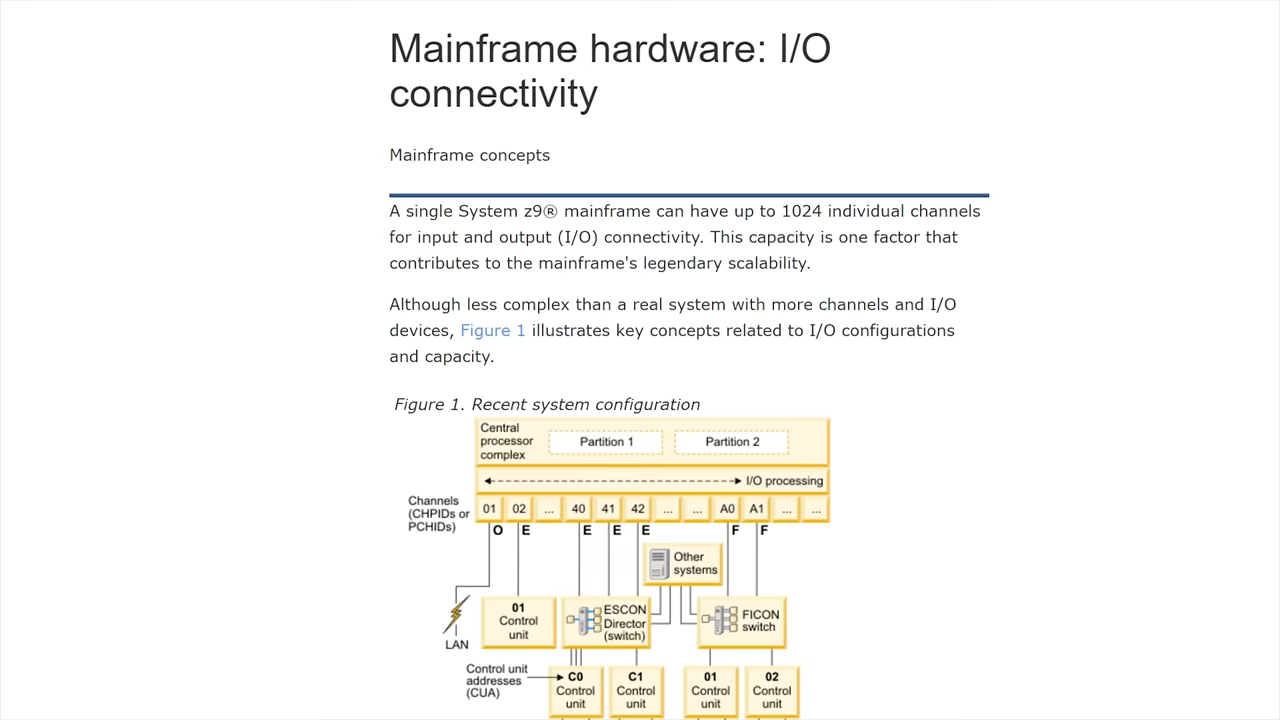 Mainframe hardware: I/O
connectivity
Mainframe concepts
A single System z9® mainframe can have up to 1024 individual channels
for input and output (I/O) connectivity. This capacity is one factor that
contributes to the mainframe's legendary scalability.
Although less complex than a real system with more channels and I/O
devices, Figure 1 illustrates key concepts related to I/O configurations
and capacity.
Figure 1. Recent system configuration
Central
processor
complex
Partition 1
Partition 2
I/O processing
Channels
(CHPIDs or
PCHIDs)
01 02 ... 40 41 42 ... ... A0 A1 ... ...
O E E E E F F
Other
systems
LAN
01
Control
unit
ESCON
Director
(switch)
FICON
switch
Control unit
addresses
(CUA)
C0
Control
unit
C1
Control
unit
01
Control
unit
02
Control
unit